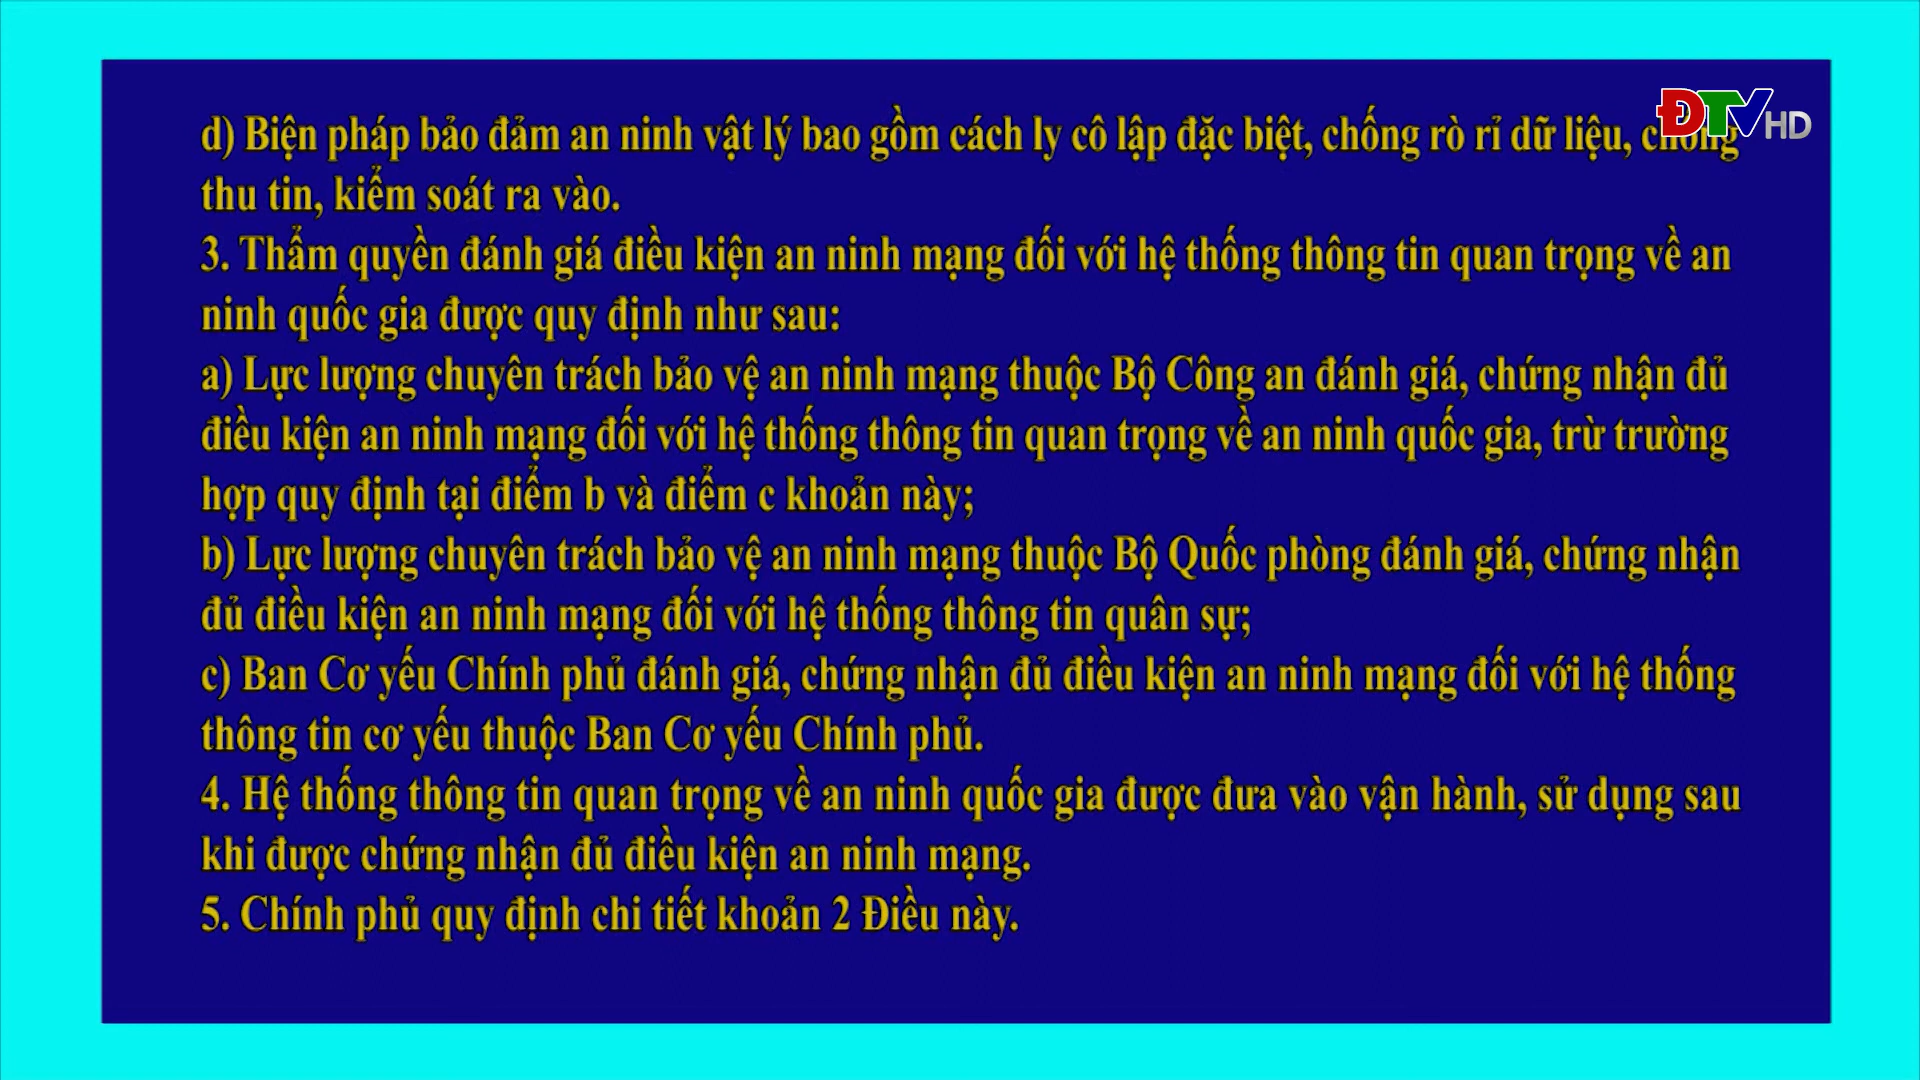 d) Biện pháp bảo đảm an ninh vật lý bao gồm cách ly cô lập đặc biệt, chống rò rỉ dữ liệu, chống
thu tin, kiểm soát ra vào.
3. Thẩm quyền đánh giá điều kiện an ninh mạng đối với hệ thống thông tin quan trọng về an
ninh quốc gia được quy định như sau:
a) Lực lượng chuyên trách bảo vệ an ninh mạng thuộc Bộ Công an đánh giá, chứng nhận đủ
điều kiện an ninh mạng đối với hệ thống thông tin quan trọng về an ninh quốc gia, trừ trường
hợp quy định tại điểm b và điểm c khoản này;
b) Lực lượng chuyên trách bảo vệ an ninh mạng thuộc Bộ Quốc phòng đánh giá, chứng nhận
đủ điều kiện an ninh mạng đối với hệ thống thông tin quân sự;
c) Ban Cơ yếu Chính phủ đánh giá, chứng nhận đủ điều kiện an ninh mạng đối với hệ thống
thông tin cơ yếu thuộc Ban Cơ yếu Chính phủ.
4. Hệ thống thông tin quan trọng về an ninh quốc gia được đưa vào vận hành, sử dụng sau
khi được chứng nhận đủ điều kiện an ninh mạng.
5. Chính phủ quy định chi tiết khoản 2 Điều này.
ĐTV HD